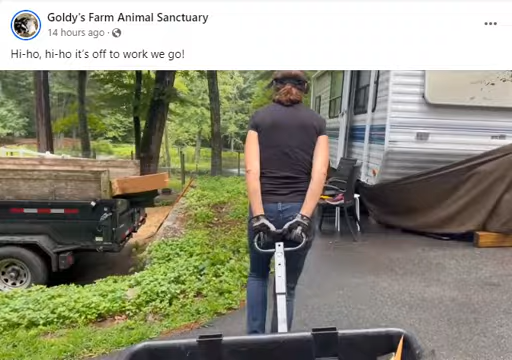 Goldy's Farm Animal Sanctuary
14 hours ago ·
Hi-ho, hi-ho it's off to work we go!